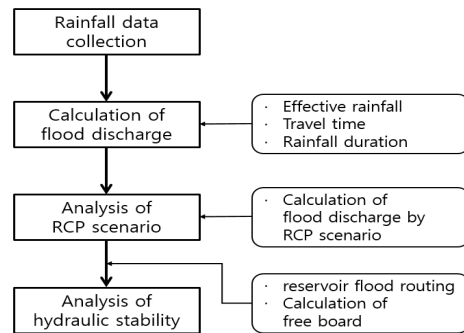 Rainfall data
collection
Calculation of
flood discharge
· Effective rainfall
· Travel time
· Rainfall duration
Analysis of
RCP scenario
· Calculation of
flood discharge by
RCP scenario
· reservoir flood routing
· Calculation of
free board
Analysis of
hydraulic stability